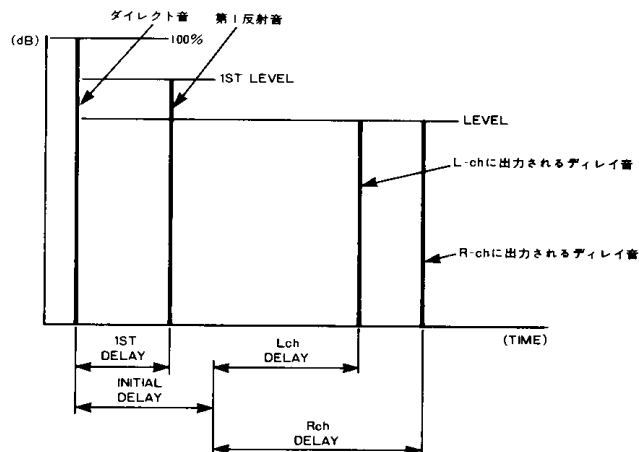 ダイレクト音
第1反射音
(dB)
100%
1ST LEVEL
LEVEL
L-chに出力されるディレイ音
R-chに出力されるディレイ音
(TIME)
1ST
DELAY
Lch
DELAY
INITIAL
DELAY
Rch
DELAY